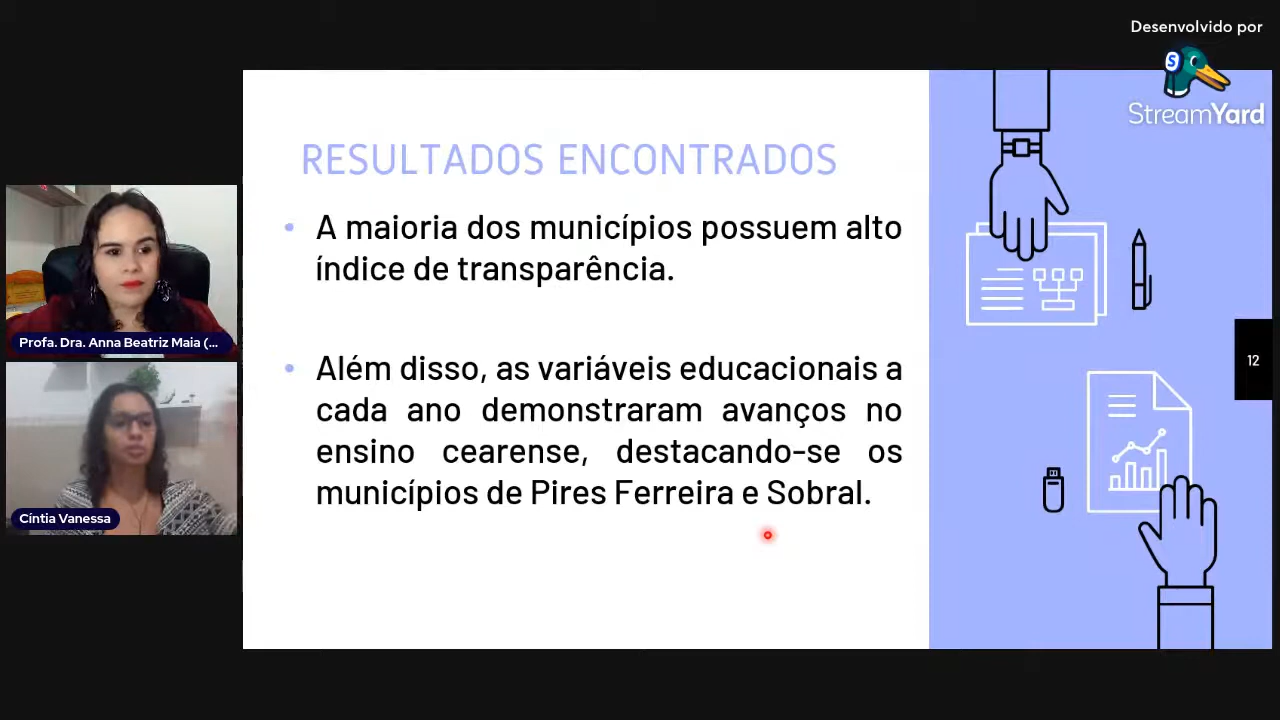 Desenvolvido por
S
StreamYard
RESULTADOS ENCONTRADOS
• A maioria dos municípios possuem alto
índice de transparência.
• Além disso, as variáveis educacionais a
cada ano demonstraram avanços no
ensino cearense, destacando-se os
municípios de Pires Ferreira e Sobral.
12
Profa. Dra. Anna Beatriz Maia (...
Cíntia Vanessa